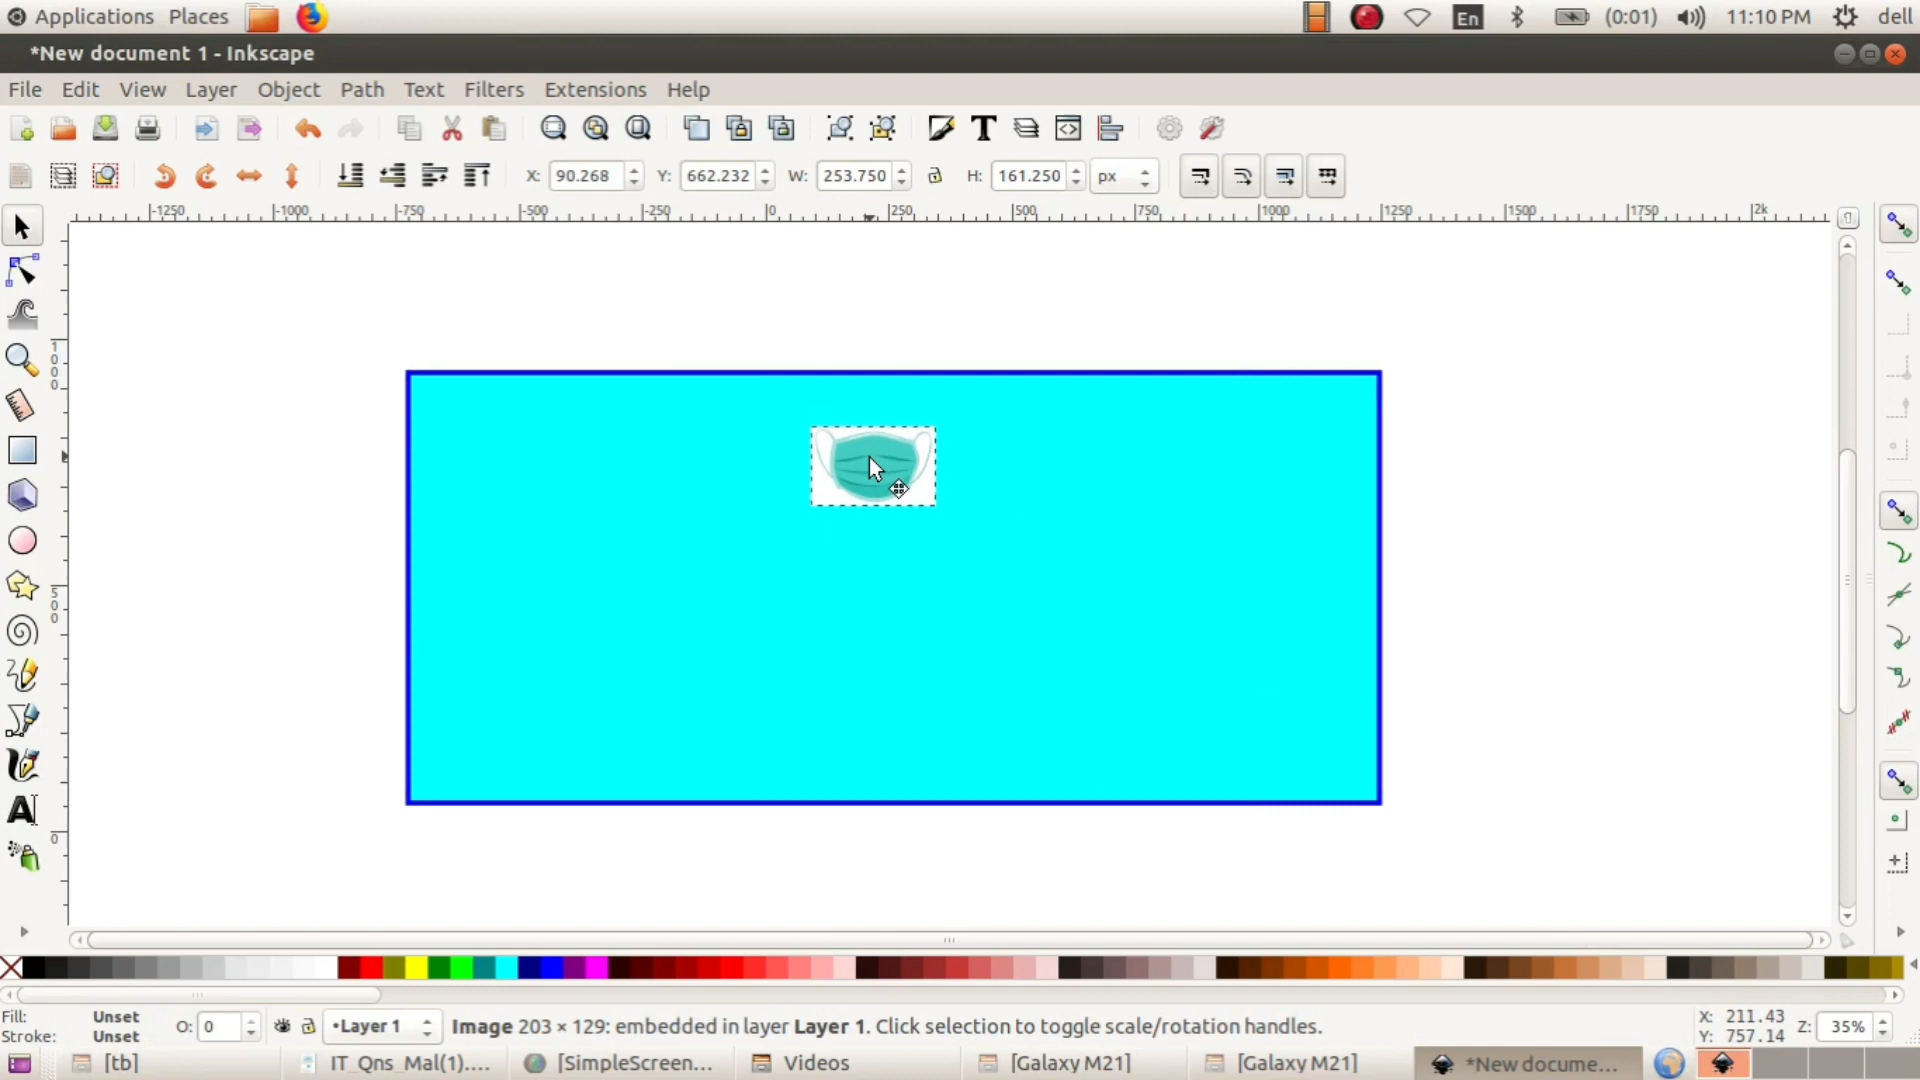 Applications Places En (0:01) 11:10 PM dell
*New document 1 - Inkscape
File Edit View Layer Object Path Text Filters Extensions Help
X: 90.268 Y: 662.232 W: 253.750 H: 161.250 px
-1250 -1000 -750 -500 -250 0 250 500 750 1000 1250 1500 1750 2k
1000
500
0
A
Fill: Unset
Stroke: Unset
O: 0 •Layer 1 Image 203 × 129: embedded in layer Layer 1. Click selection to toggle scale/rotation handles.
X: 211.43
Y: 757.14
Z: 35%
[tb] IT_Qns_Mal(1).... [SimpleScreen... Videos [Galaxy M21] [Galaxy M21] *New docume...